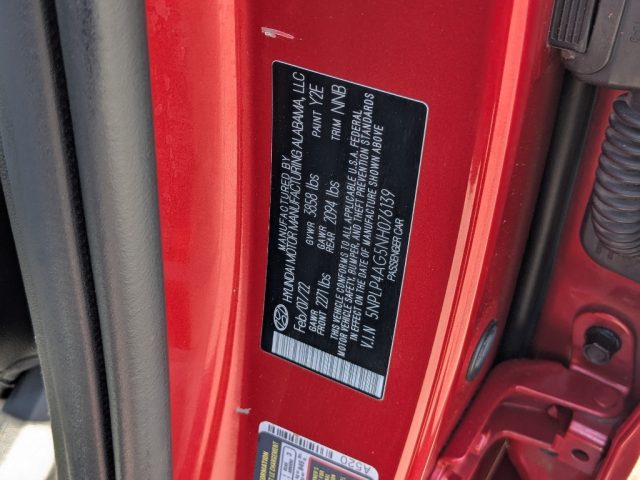 MANUFACTURED BY
HYUNDAI MOTOR MANUFACTURING ALABAMA, LLC
Feb/07/22 GVWR 3858 lbs PAINT Y2E
GAWR FRONT 2271 lbs GAWR REAR 2094 lbs TRIM NNB
THIS VEHICLE CONFORMS TO ALL APPLICABLE U.S.A. FEDERAL
MOTOR VEHICLE SAFETY, BUMPER, AND THEFT PREVENTION STANDARDS
IN EFFECT ON THE DATE OF MANUFACTURE SHOWN ABOVE
V.I.N 5NPLP4AG5NH076139
PASSENGER CAR
A520